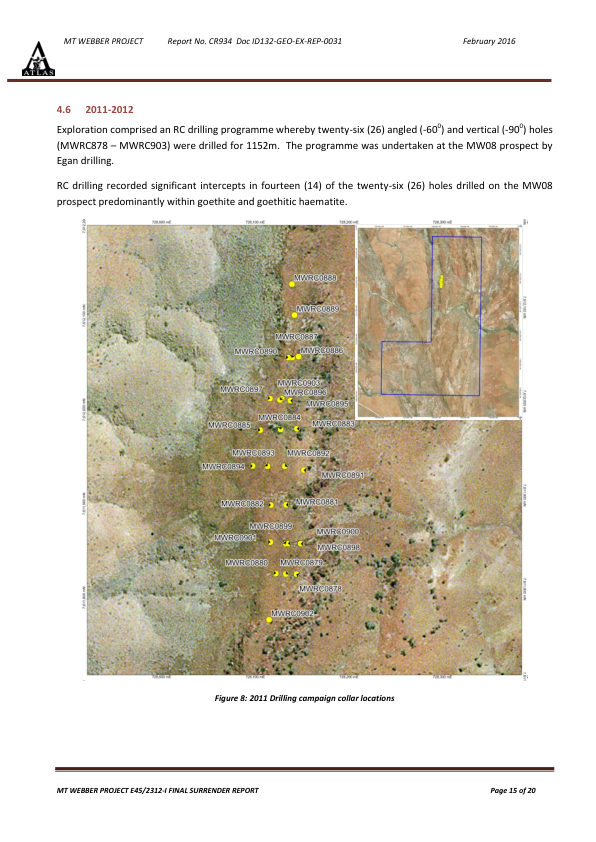 MT WEBBER PROJECT Report No. CR934 Doc ID132-GEO-EX-REP-0031 February 2016
ATLAS
4.6 2011-2012
Exploration comprised an RC drilling programme whereby twenty-six (26) angled (-60⁰) and vertical (-90⁰) holes
(MWRC878 – MWRC903) were drilled for 1152m. The programme was undertaken at the MW08 prospect by
Egan drilling.
RC drilling recorded significant intercepts in fourteen (14) of the twenty-six (26) holes drilled on the MW08
prospect predominantly within goethite and goethitic haematite.
MWRC0888
MWRC0889
MWRC0887
MWRC0890 MWRC0886
MWRC0903
MWRC0897 MWRC0896
MWRC0895
MWRC0884
MWRC0885 MWRC0883
MWRC0893 MWRC0892
MWRC0894
MWRC0891
MWRC0882 MWRC0881
MWRC0899
MWRC0901 MWRC0900
MWRC0898
MWRC0880 MWRC0879
MWRC0878
MWRC0902
Figure 8: 2011 Drilling campaign collar locations
MT WEBBER PROJECT E45/2312-I FINAL SURRENDER REPORT Page 15 of 20